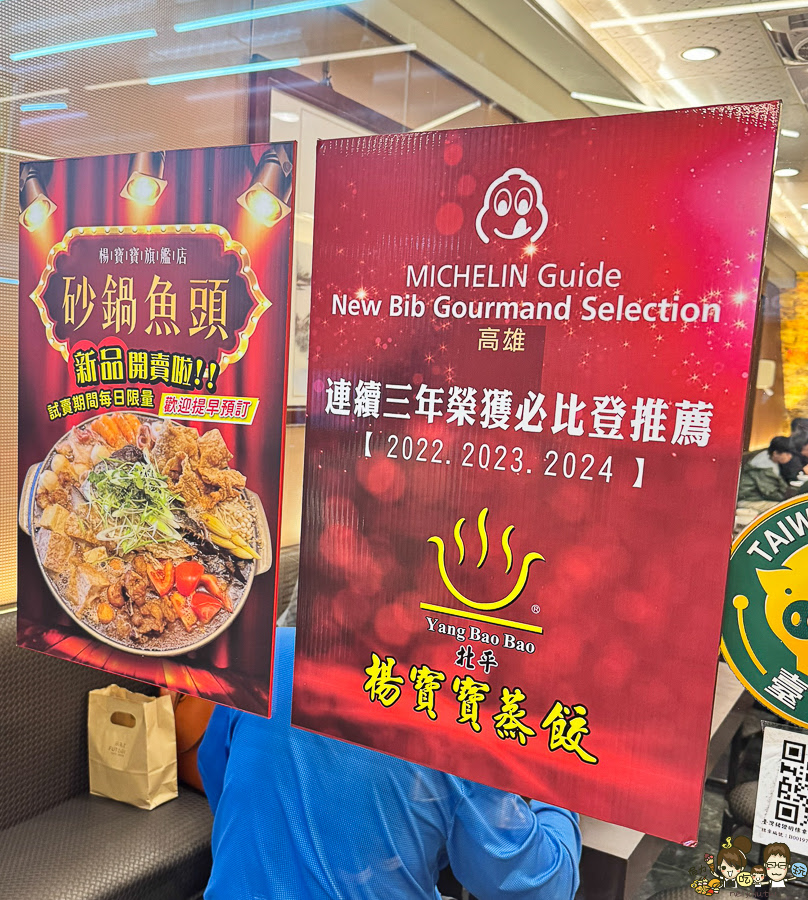 楊寶寶旗艦店
砂鍋魚頭
新品開賣啦!!
試賣期間每日限量
歡迎提早預訂
MICHELIN Guide
New Bib Gourmand Selection
高雄
連續三年榮獲必比登推薦
【 2022. 2023. 2024 】
®
Yang Bao Bao
北平
楊寶寶蒸餃
TAIW
臺